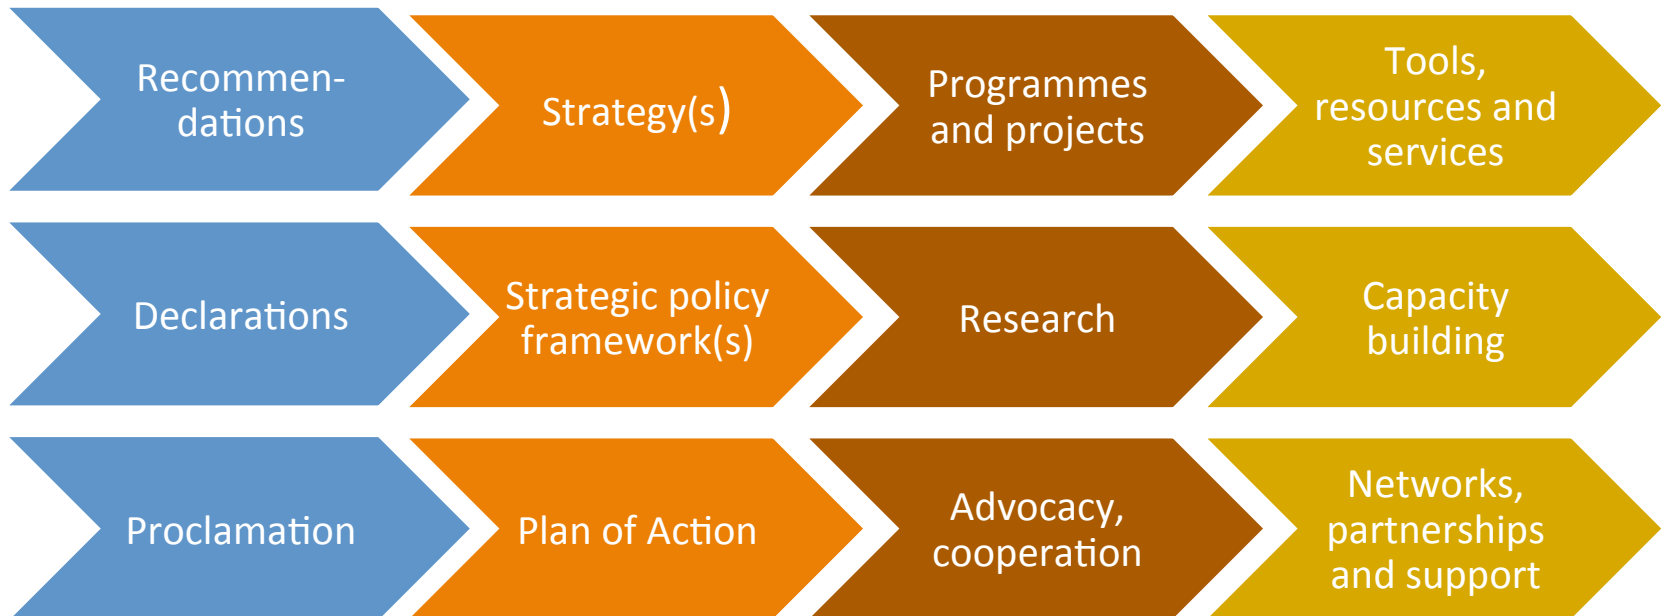 Recommen-
dations
Strategy(s)
Programmes
and projects
Tools,
resources and
services
Declarations
Strategic policy
framework(s)
Research
Capacity
building
Proclamation
Plan of Action
Advocacy,
cooperation
Networks,
partnerships
and support